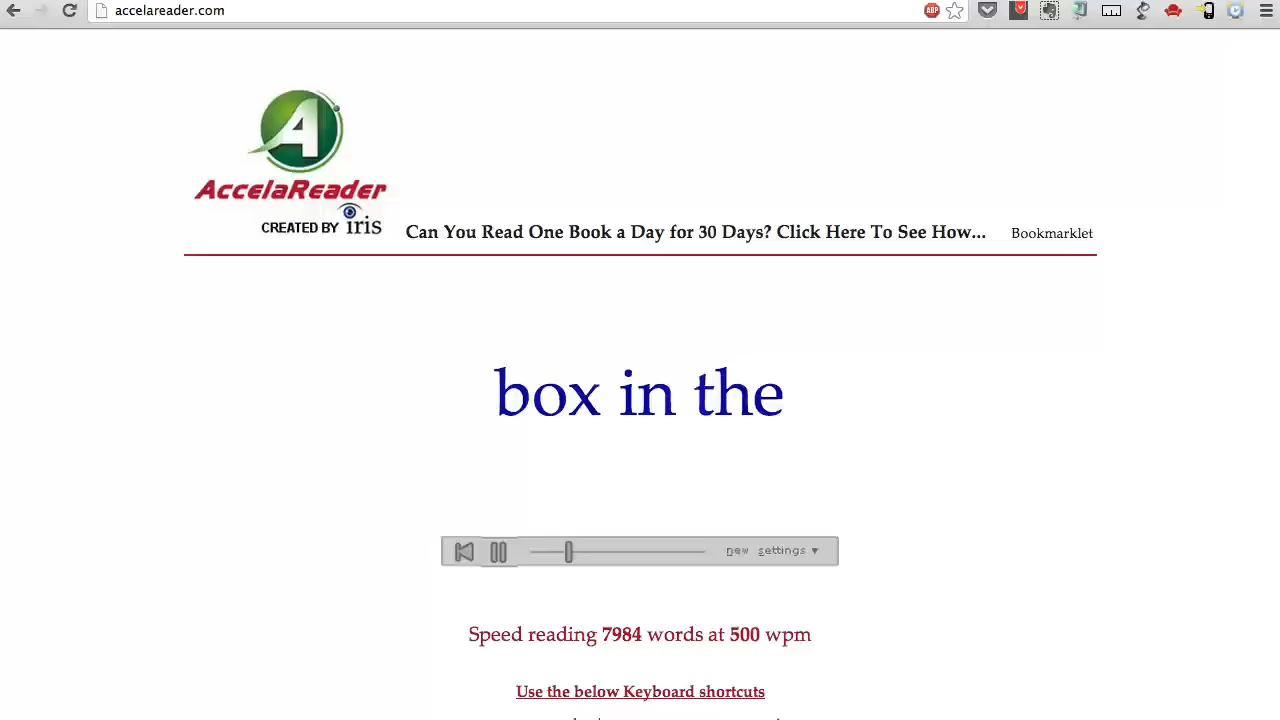 accelareader.com
ABP
A
AccelaReader
CREATED BY iris
Can You Read One Book a Day for 30 Days? Click Here To See How...
Bookmarklet
box in the
new settings ▼
Speed reading 7984 words at 500 wpm
Use the below Keyboard shortcuts